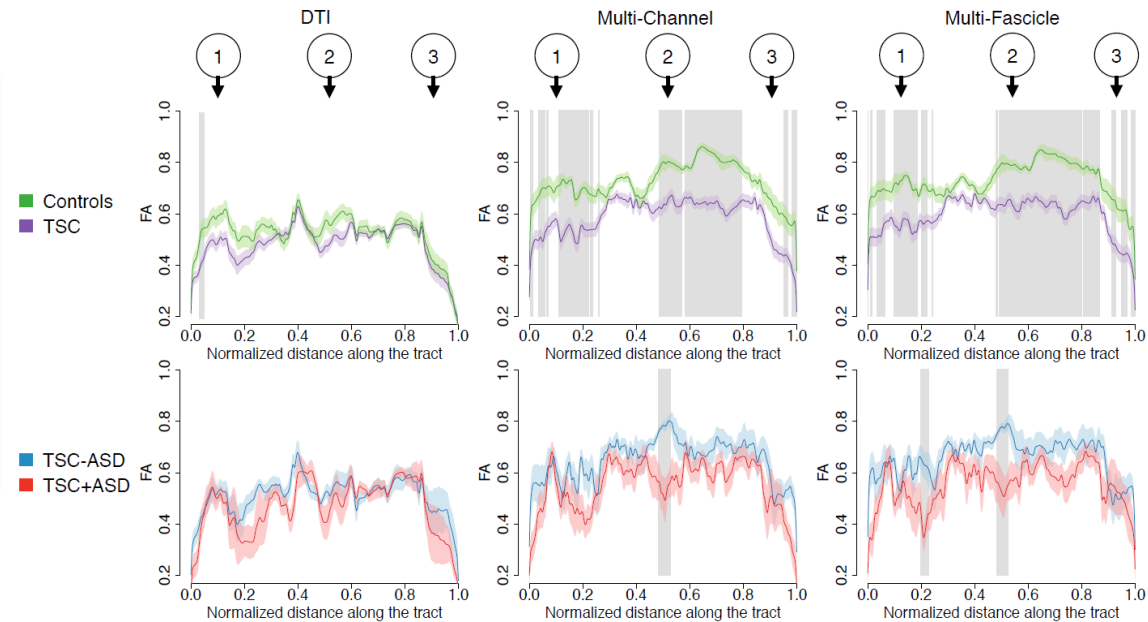 DTI
Multi-Channel
Multi-Fascicle
1 2 3
1 2 3
1 2 3
Controls
TSC
FA
0.2 0.4 0.6 0.8 1.0
0.0 0.2 0.4 0.6 0.8 1.0
Normalized distance along the tract
FA
0.2 0.4 0.6 0.8 1.0
0.0 0.2 0.4 0.6 0.8 1.0
Normalized distance along the tract
FA
0.2 0.4 0.6 0.8 1.0
0.0 0.2 0.4 0.6 0.8 1.0
Normalized distance along the tract
TSC-ASD
TSC+ASD
FA
0.2 0.4 0.6 0.8 1.0
0.0 0.2 0.4 0.6 0.8 1.0
Normalized distance along the tract
FA
0.2 0.4 0.6 0.8 1.0
0.0 0.2 0.4 0.6 0.8 1.0
Normalized distance along the tract
FA
0.2 0.4 0.6 0.8 1.0
0.0 0.2 0.4 0.6 0.8 1.0
Normalized distance along the tract